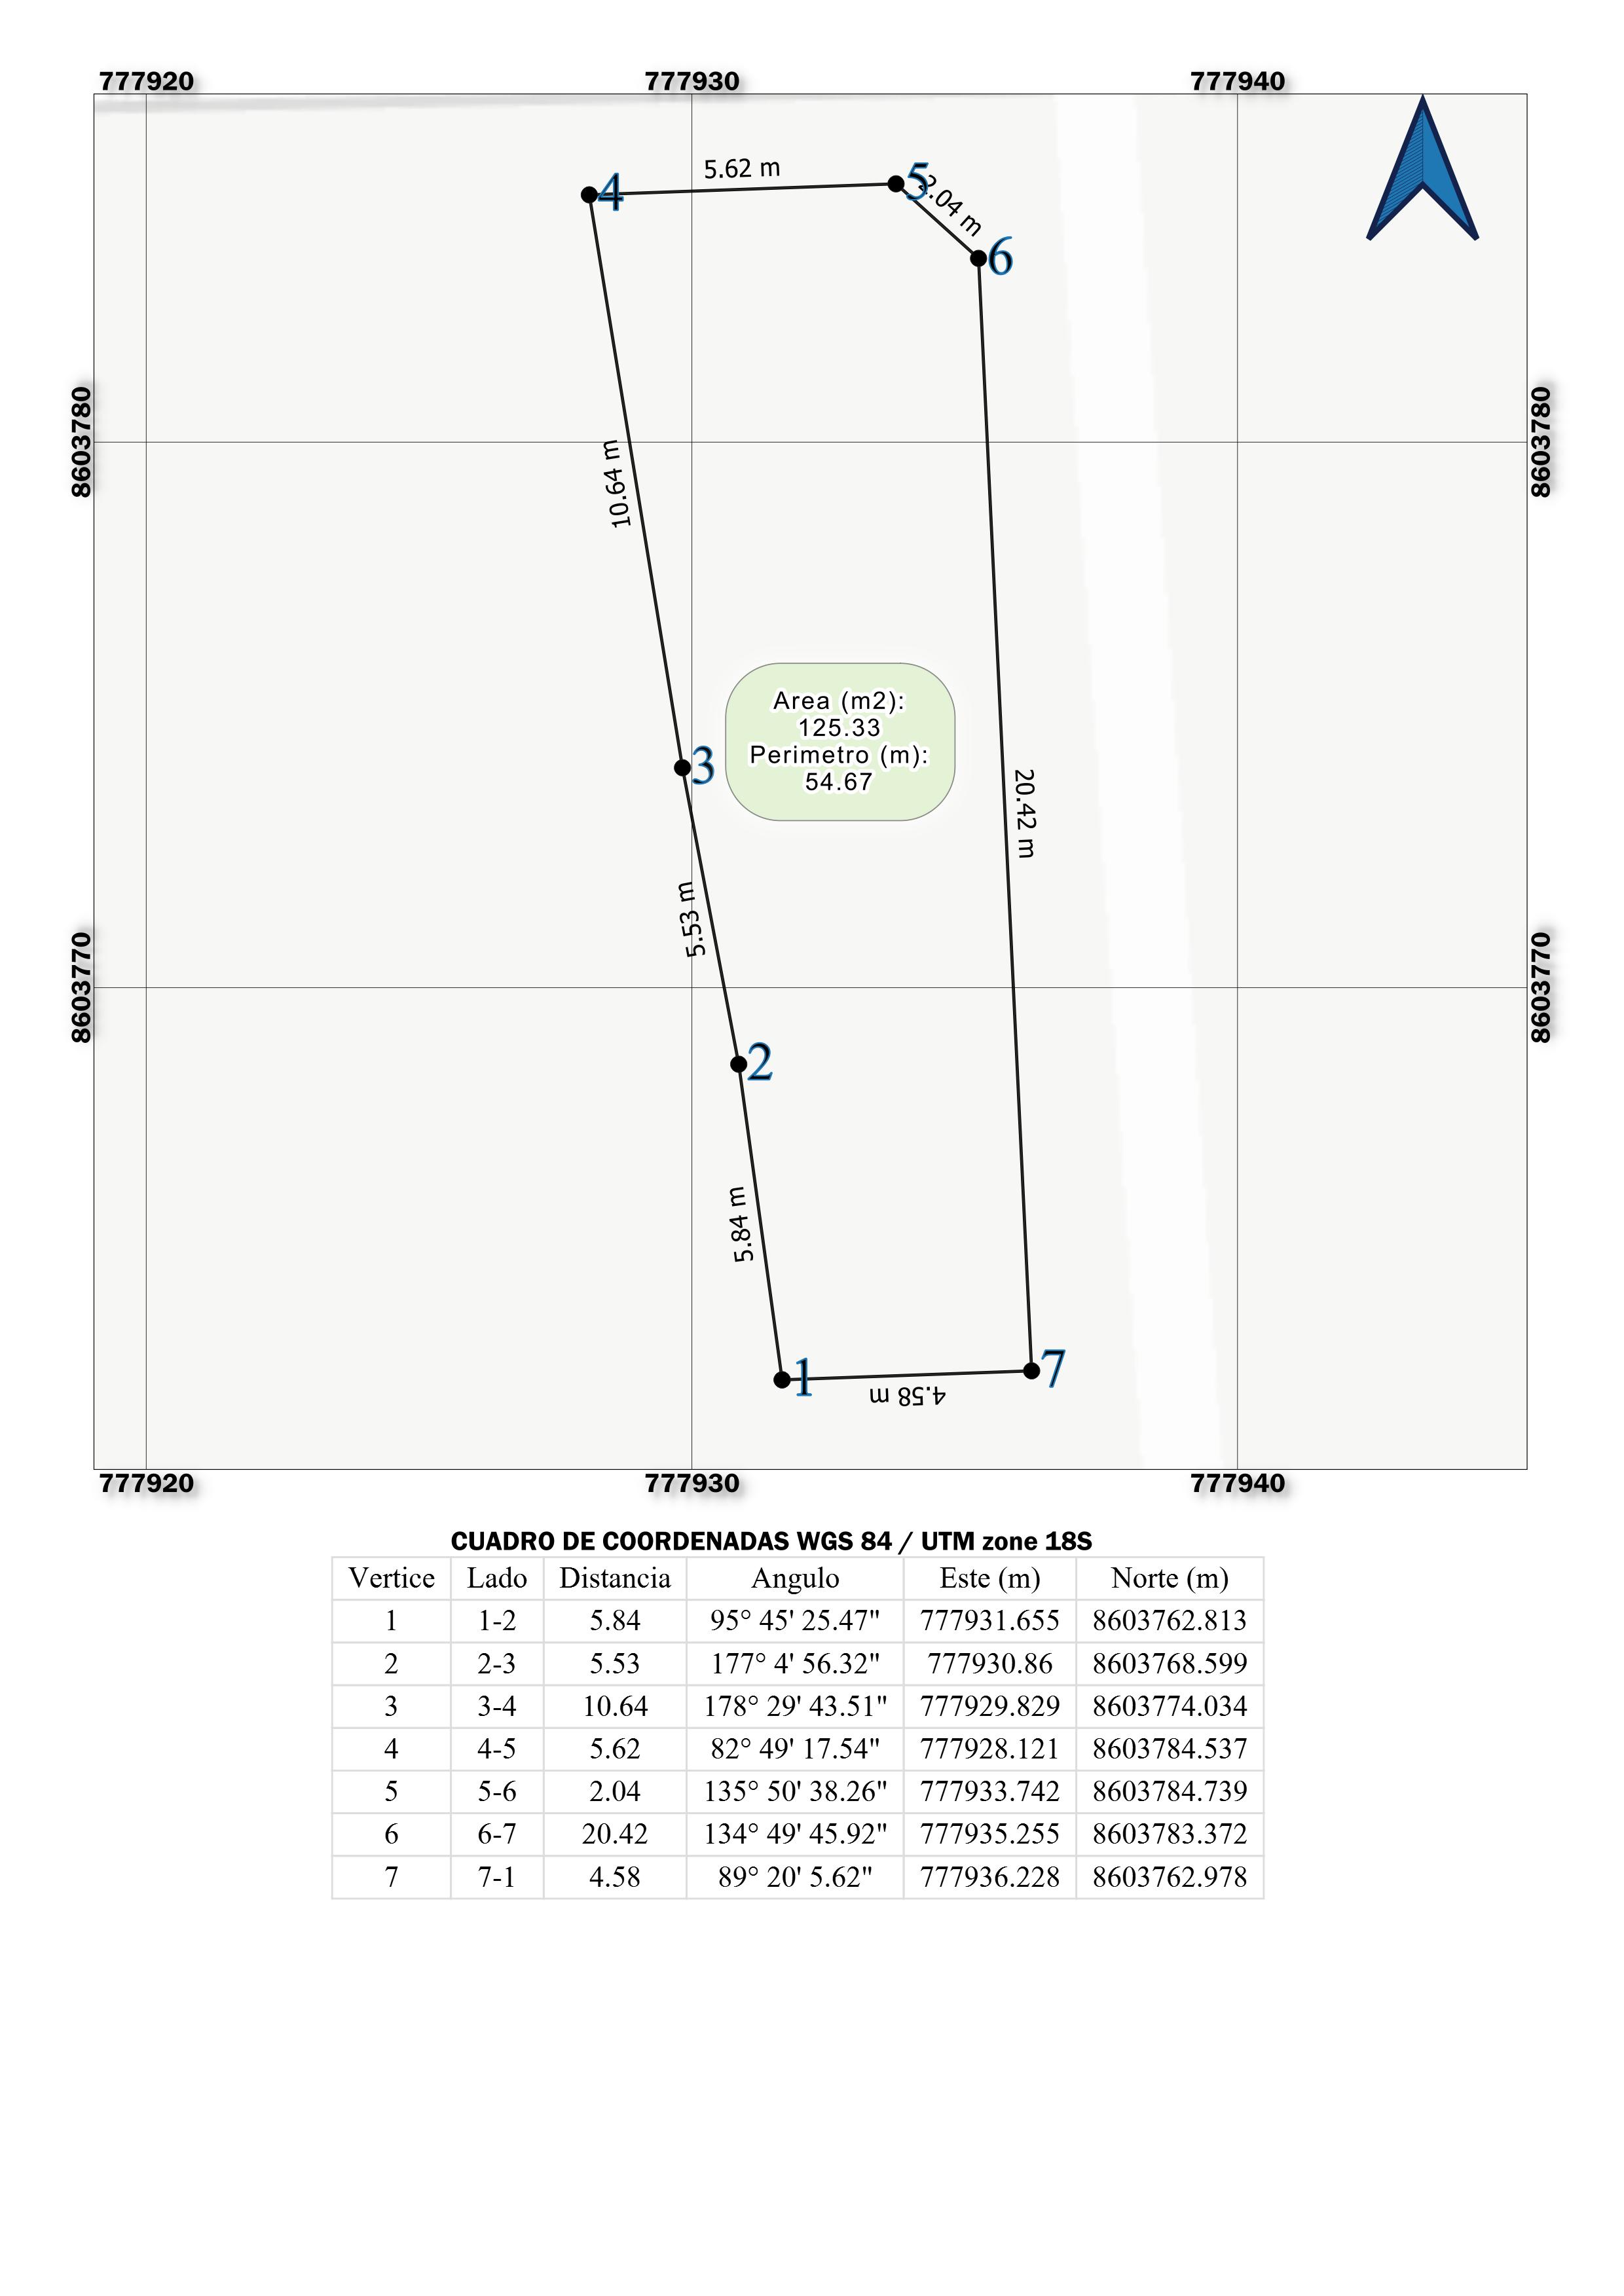 777920 777930 777940
5.62 m
4 5
2.04 m
6
8603780 8603780
10.64 m
Area (m2):
125.33
Perimetro (m):
54.67
3
20.42 m
5.53 m
8603770 8603770
2
5.84 m
1 7
4.58 m
777920 777930 777940
CUADRO DE COORDENADAS WGS 84 / UTM zone 18S
Vertice Lado Distancia Angulo Este (m) Norte (m)
1 1-2 5.84 95° 45' 25.47" 777931.655 8603762.813
2 2-3 5.53 177° 4' 56.32" 777930.86 8603768.599
3 3-4 10.64 178° 29' 43.51" 777929.829 8603774.034
4 4-5 5.62 82° 49' 17.54" 777928.121 8603784.537
5 5-6 2.04 135° 50' 38.26" 777933.742 8603784.739
6 6-7 20.42 134° 49' 45.92" 777935.255 8603783.372
7 7-1 4.58 89° 20' 5.62" 777936.228 8603762.978